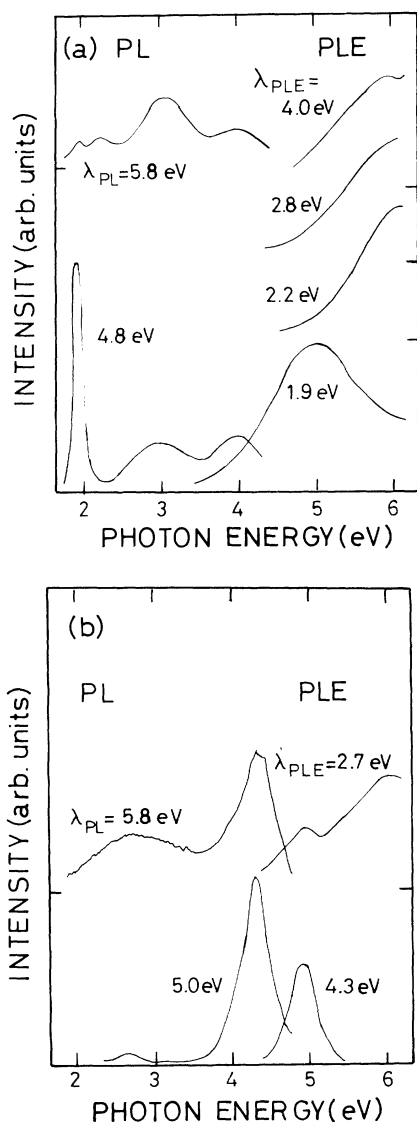 (a) PL PLE
λPLE=
4.0 eV
λPL=5.8 eV
2.8 eV
2.2 eV
4.8 eV
1.9 eV
INTENSITY (arb. units)
2 3 4 5 6
PHOTON ENERGY (eV)
(b)
PL PLE
λPLE=2.7 eV
λPL= 5.8 eV
5.0 eV 4.3 eV
INTENSITY (arb. units)
2 3 4 5 6
PHOTON ENERGY (eV)